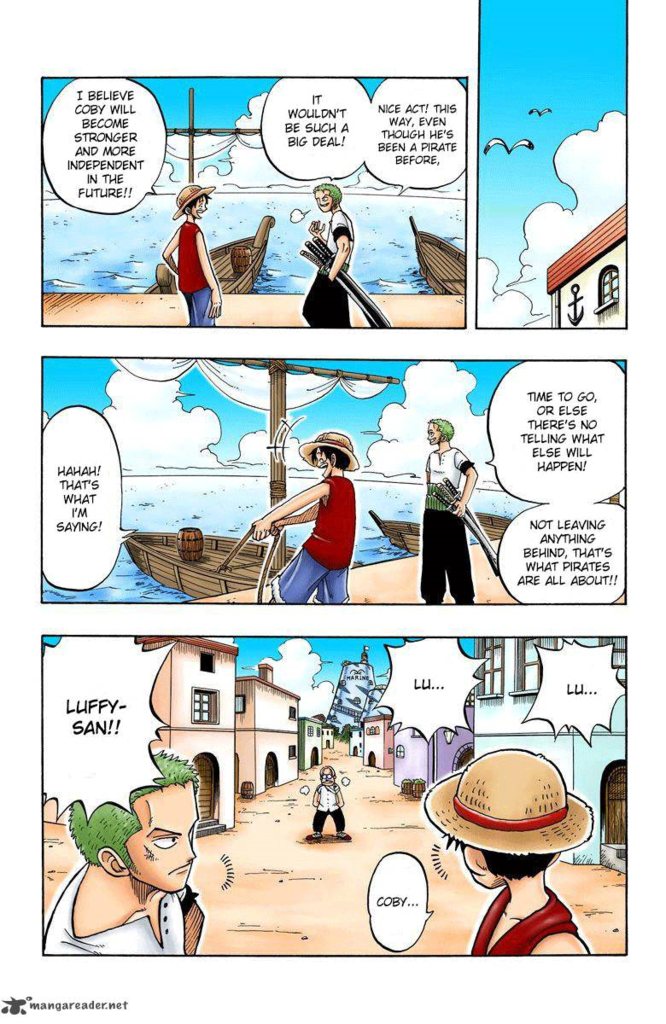 NICE ACT! THIS
WAY, EVEN
THOUGH HE'S
BEEN A PIRATE
BEFORE,
IT
WOULDN'T
BE SUCH A
BIG DEAL!
I BELIEVE
COBY WILL
BECOME
STRONGER
AND MORE
INDEPENDENT
IN THE
FUTURE!!
TIME TO GO,
OR ELSE
THERE'S NO
TELLING WHAT
ELSE WILL
HAPPEN!
NOT LEAVING
ANYTHING
BEHIND, THAT'S
WHAT PIRATES
ARE ALL ABOUT!!
HAHAH!
THAT'S
WHAT
I'M
SAYING!
LU...
LU...
LUFFY-
SAN!!
MARINE
COBY...
mangareader.net